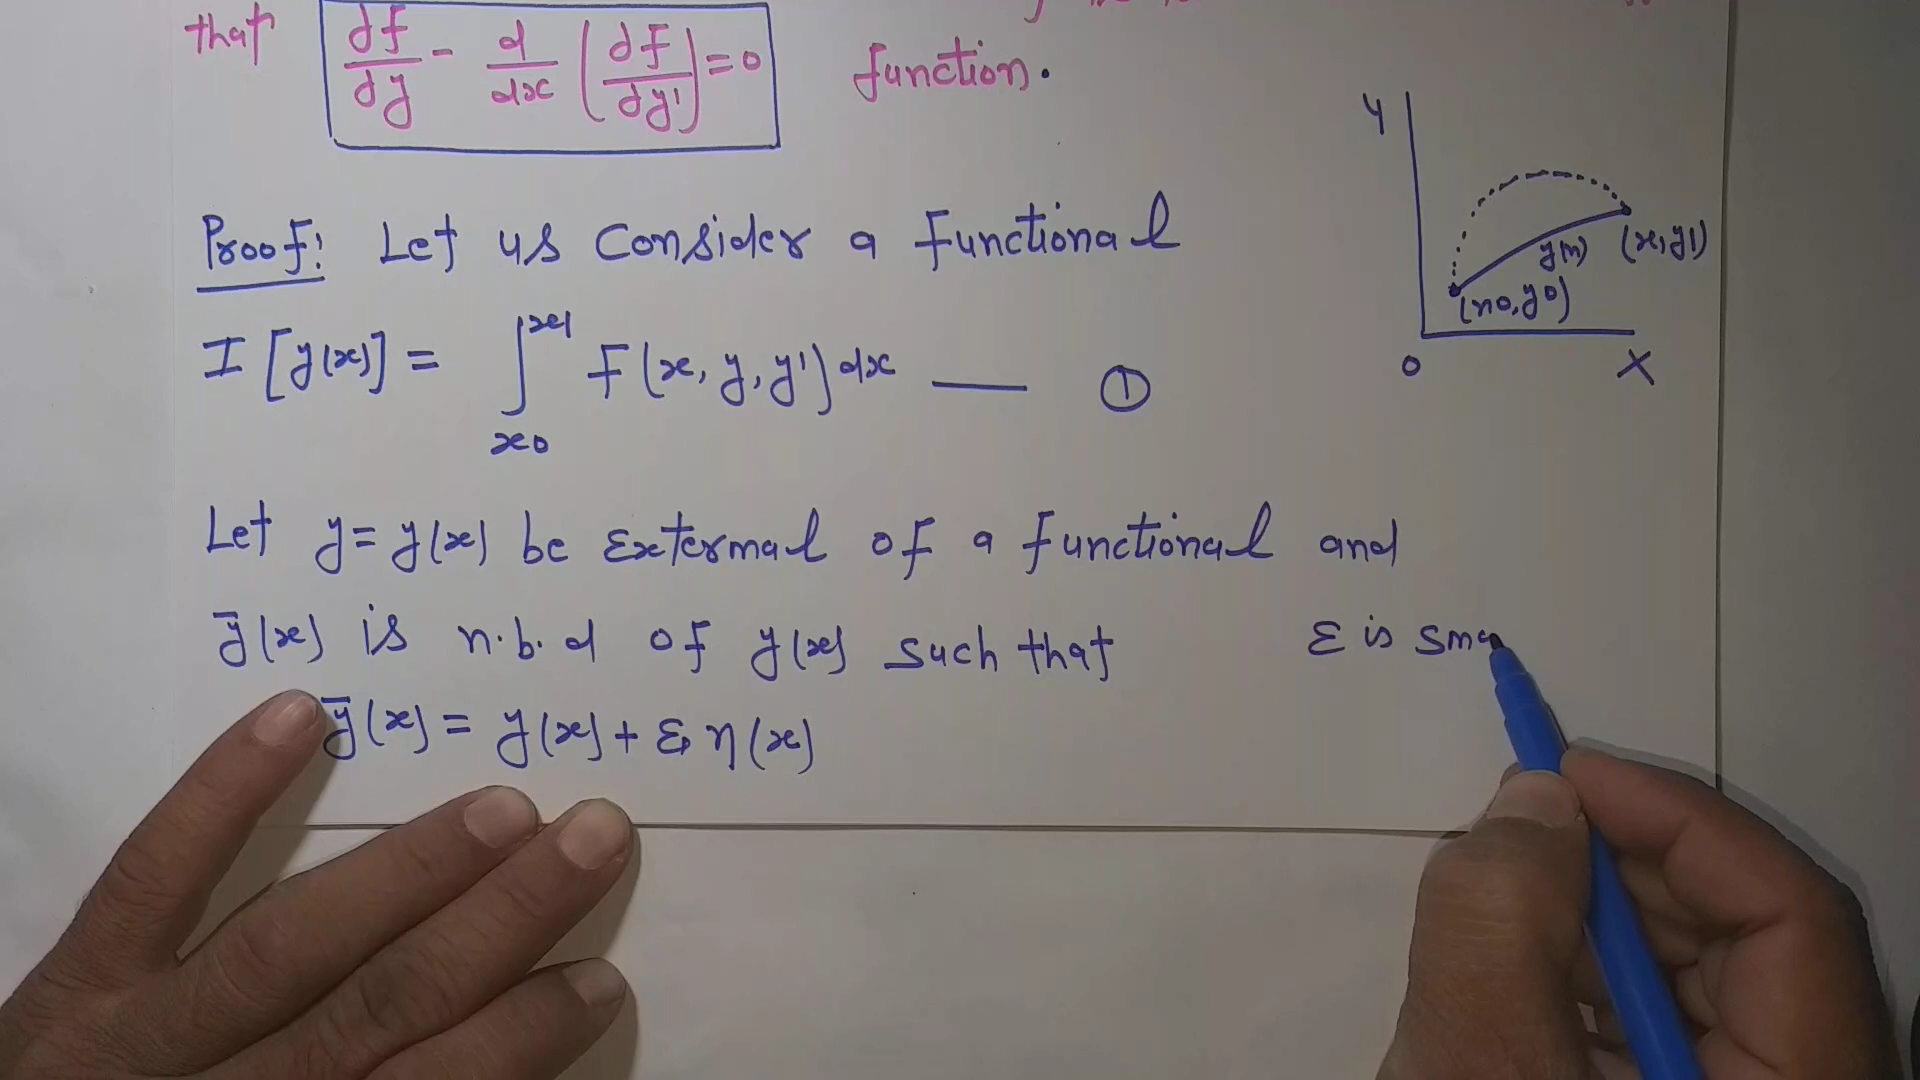 that ∂F/∂y - d/dx (∂F/∂y') = 0 function.
Proof: Let us Consider a Functional
I [y(x)] = ∫_{x0}^{x1} F(x, y, y') dx — ①
Let y = y(x) be Extermal of a functional and
ȳ(x) is n.b.d of y(x) such that
ε is sma
ȳ(x) = y(x) + ε η(x)
y
y(x)
(x1, y1)
(x0, y0)
0
X